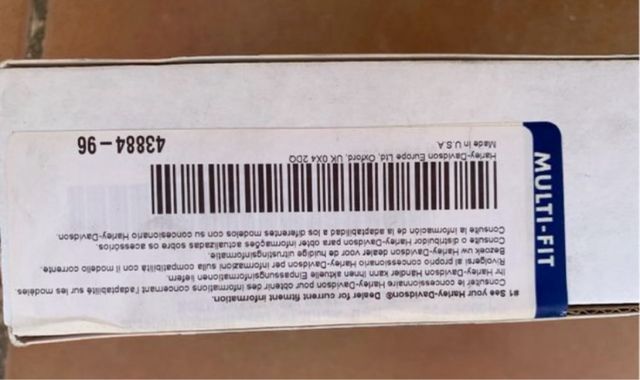 MULTI-FIT
#1 See your Harley-Davidson® Dealer for current fitment information.
Consulter le concessionaire Harley-Davidson pour obtenir des informations concernant l'adaptabilité sur les modèles.
Ihr Harley-Davidson Händler kann Ihnen aktuelle Einpassungsinformationen liefern.
Rivolgersi al proprio concessionario Harley-Davidson per informazioni sulla compatibilità con il modello corrente.
Bezoek uw Harley-Davidson dealer voor de huidige uitrustingsinformatie.
Consulte o distribuidor Harley-Davidson para obter informações actualizadas sobre os acessórios.
Consulte la información de la adaptabilidad a los diferentes modelos con su concesionario Harley-Davidson.
Harley-Davidson Europe Ltd, Oxford, UK OX4 2DQ
Made in U.S.A
43884-96